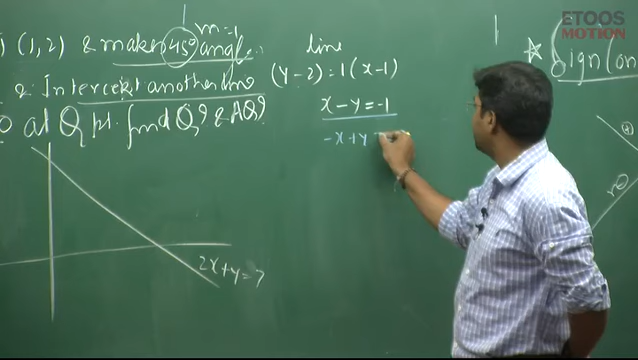 ) (1,2) & makes 45° angle
m=1
& Intercept another line
at Q pt. find Q? & AQ?
2x+y=7
line
(y-2)=1(x-1)
x-y=-1
-x+y =
Sign (on
ETOOS
MOTION